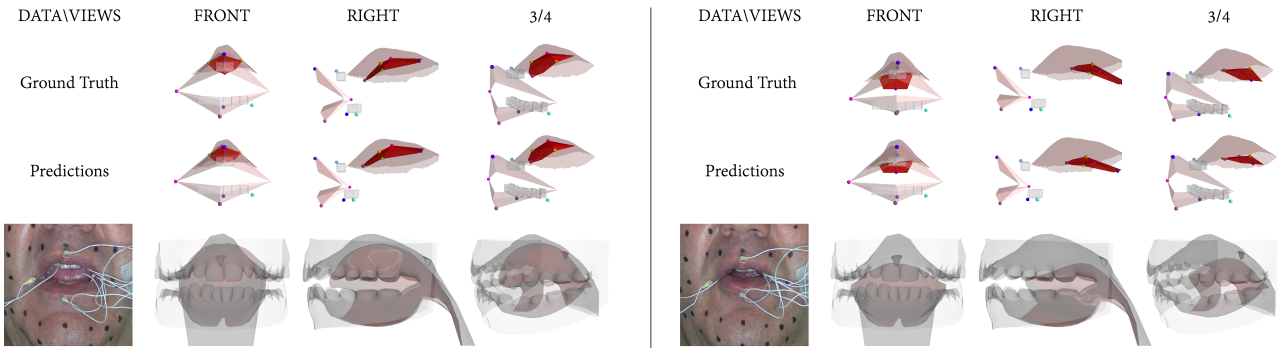 DATA\VIEWS FRONT RIGHT 3/4
Ground Truth
Predictions
DATA\VIEWS FRONT RIGHT 3/4
Ground Truth
Predictions